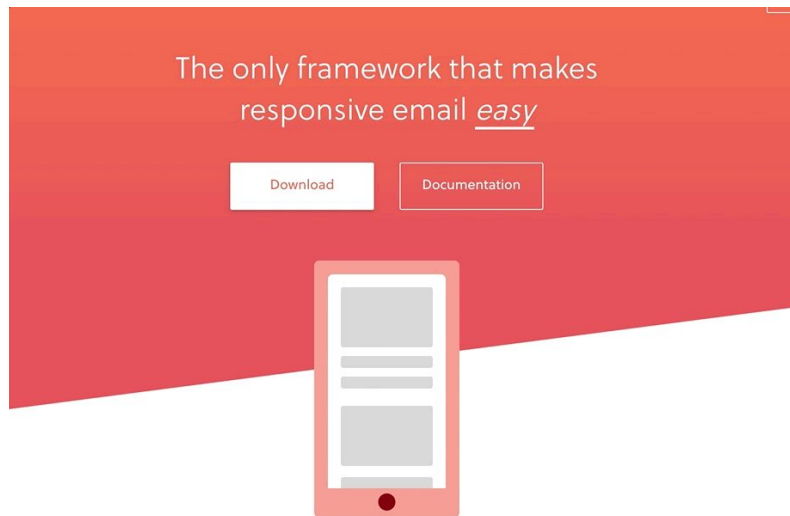 The only framework that makes
responsive email easy
Download
Documentation